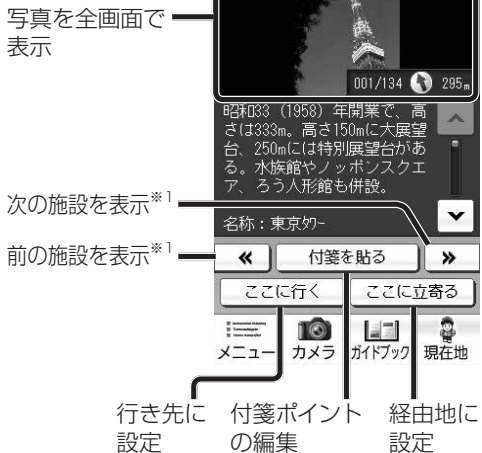 写真を全画面で
表示
001/134 295m
昭和33（1958）年開業で、高
さは333m。高さ150mに大展望
台、250mには特別展望台があ
る。水族館やノッポンスクエ
ア、ろう人形館も併設。
次の施設を表示※1
名称：東京ﾀﾜｰ
前の施設を表示※1
≪ 付箋を貼る ≫
ここに行く ここに立寄る
メニュー カメラ ガイドブック 現在地
行き先に
設定
付箋ポイント
の編集
経由地に
設定